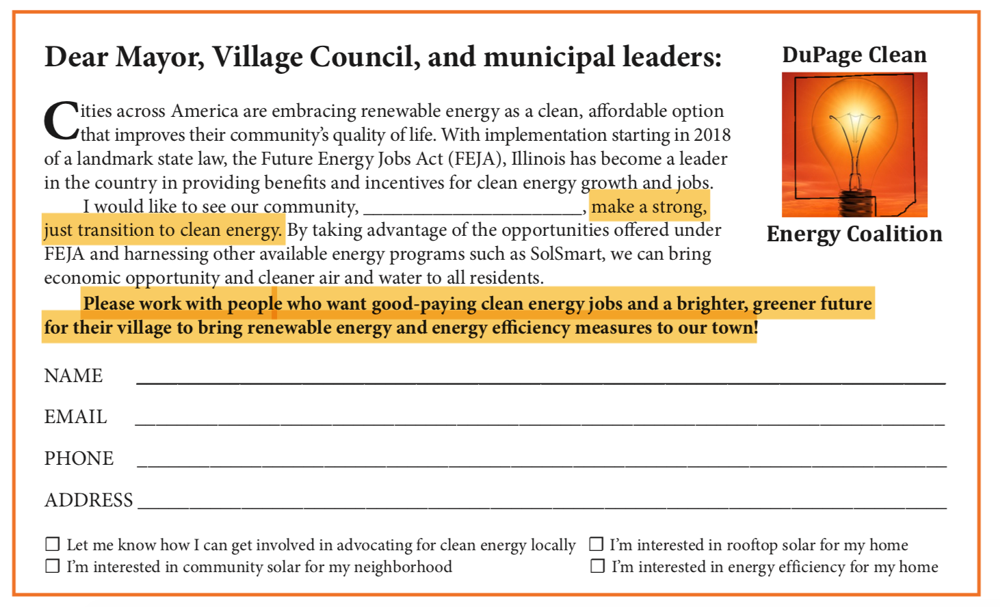 Dear Mayor, Village Council, and municipal leaders:
DuPage Clean
Energy Coalition
Cities across America are embracing renewable energy as a clean, affordable option
that improves their community’s quality of life. With implementation starting in 2018
of a landmark state law, the Future Energy Jobs Act (FEJA), Illinois has become a leader
in the country in providing benefits and incentives for clean energy growth and jobs.
I would like to see our community, ______________________, make a strong,
just transition to clean energy. By taking advantage of the opportunities offered under
FEJA and harnessing other available energy programs such as SolSmart, we can bring
economic opportunity and cleaner air and water to all residents.
Please work with people who want good-paying clean energy jobs and a brighter, greener future
for their village to bring renewable energy and energy efficiency measures to our town!
NAME
EMAIL
PHONE
ADDRESS
❒ Let me know how I can get involved in advocating for clean energy locally ❒ I’m interested in rooftop solar for my home
❒ I’m interested in community solar for my neighborhood ❒ I’m interested in energy efficiency for my home